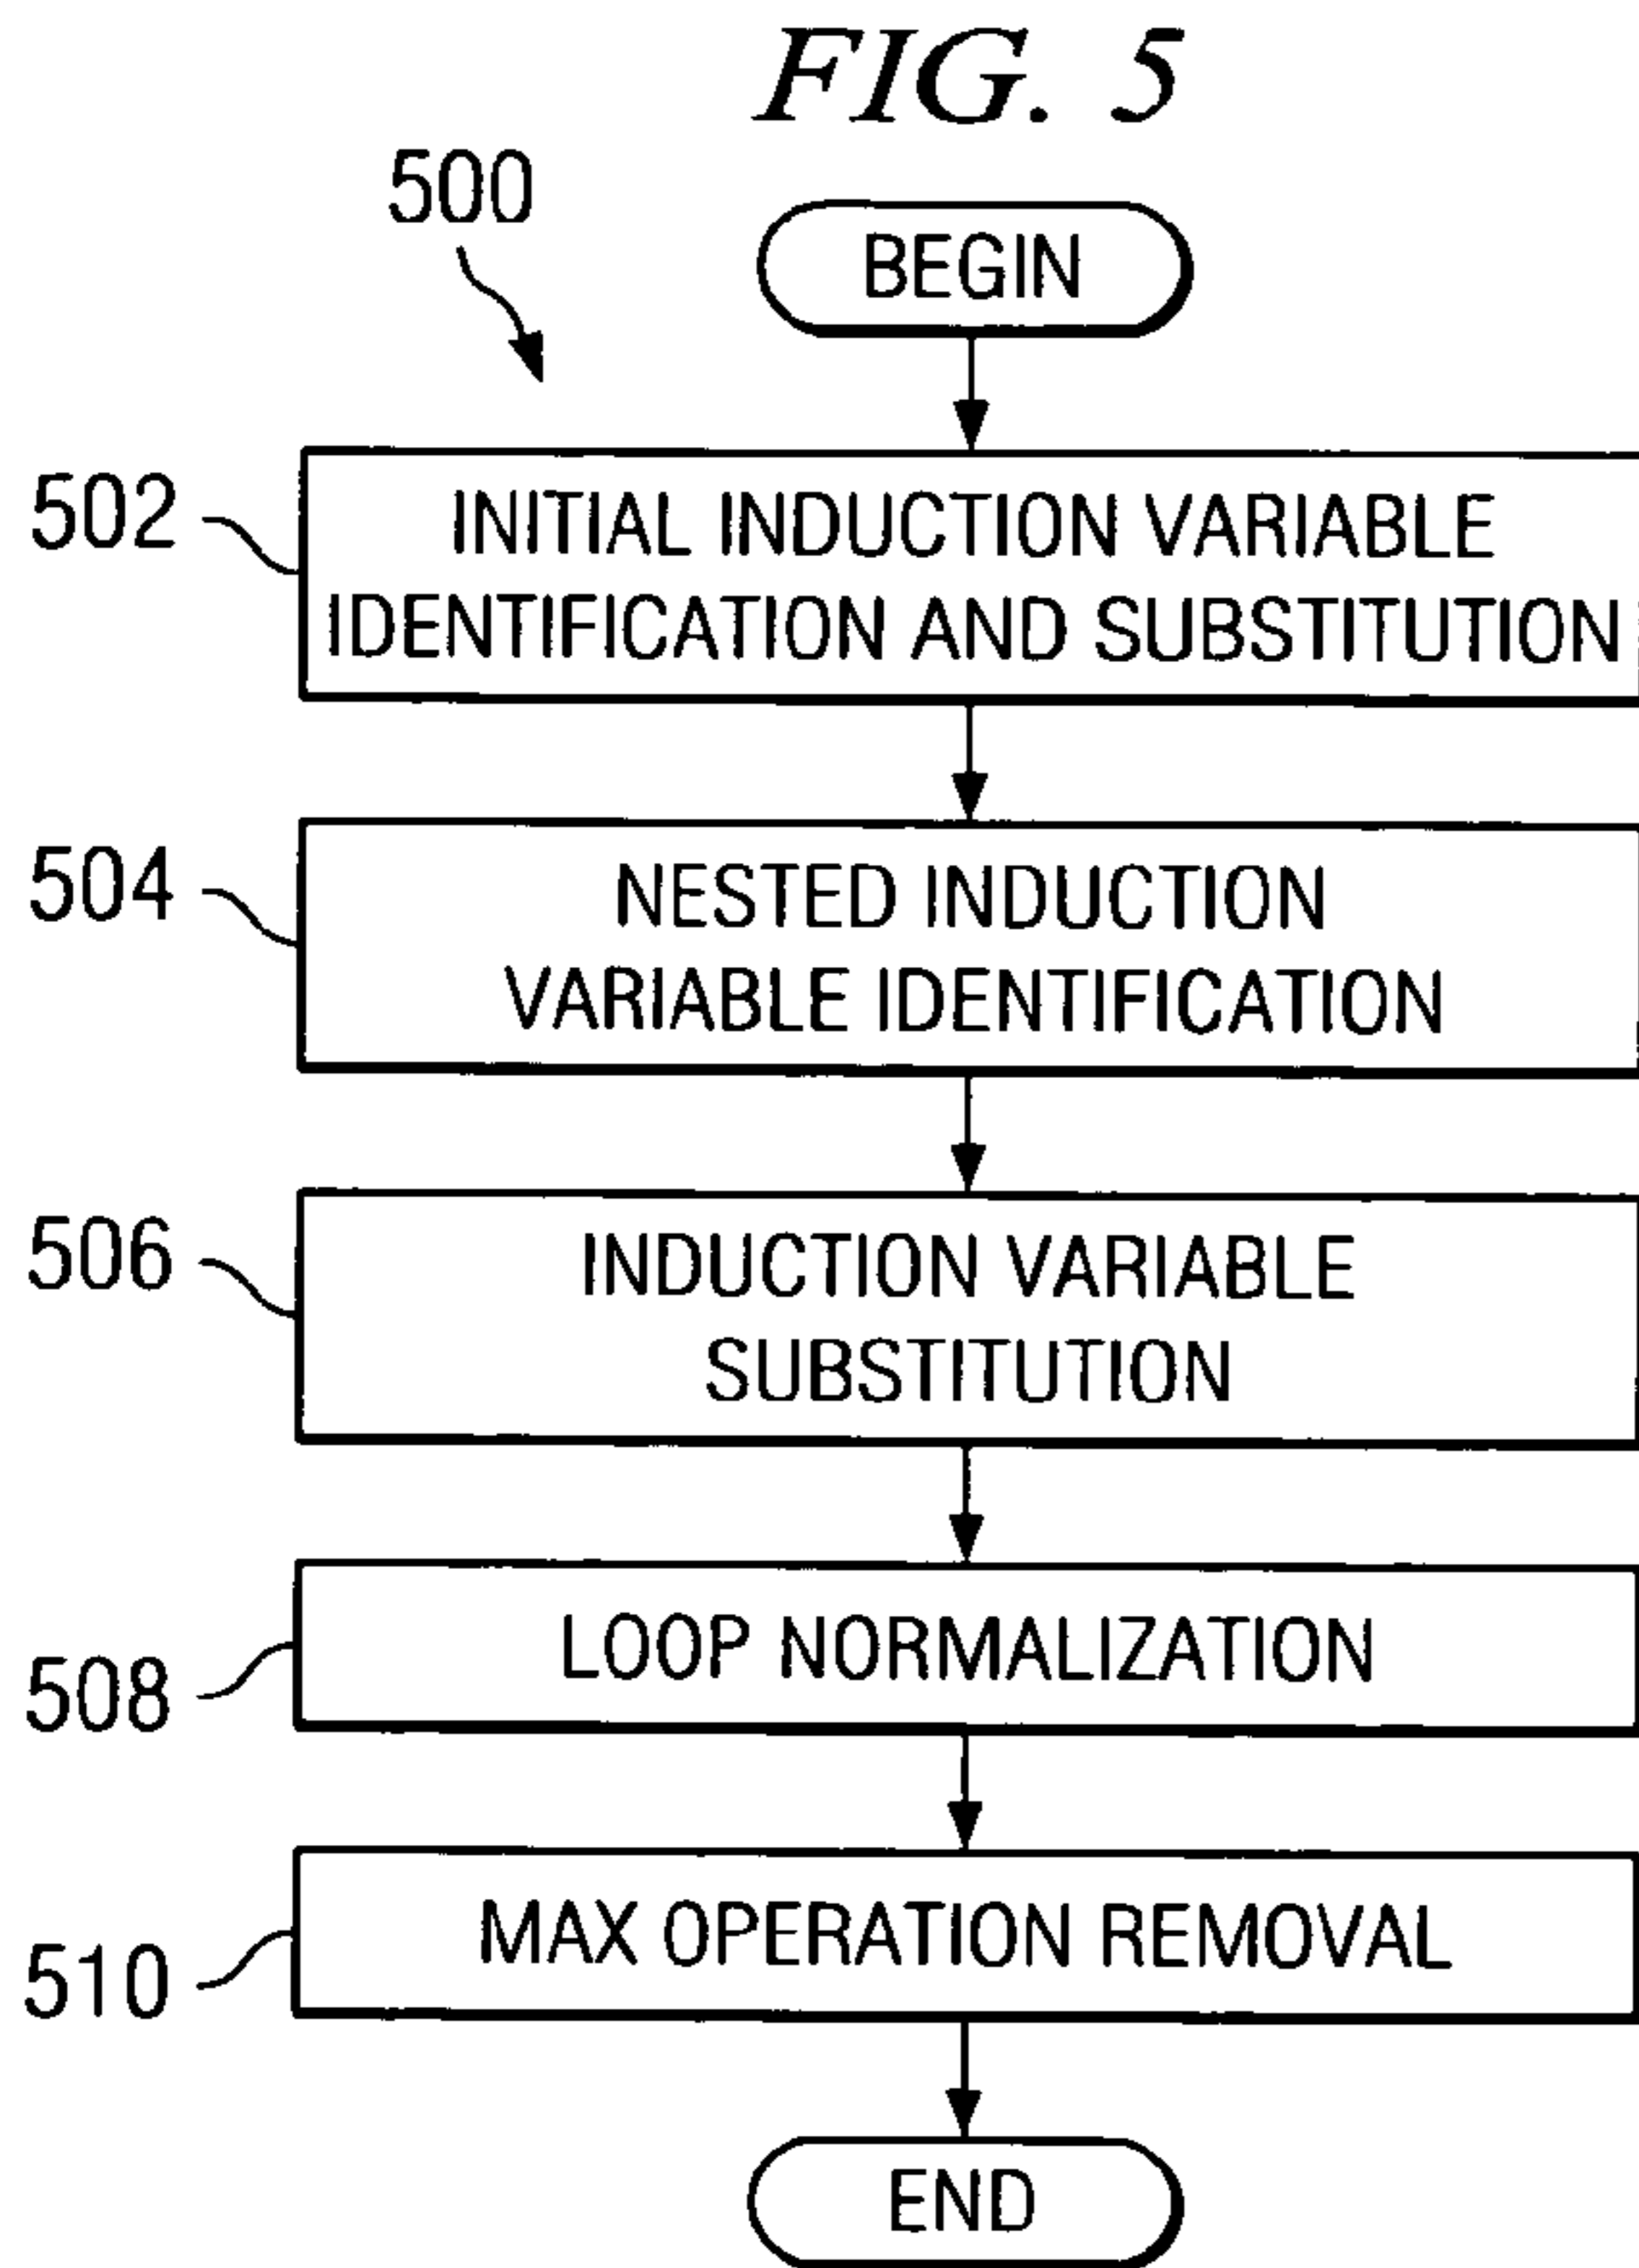 FIG. 5
500
BEGIN
502
INITIAL INDUCTION VARIABLE
IDENTIFICATION AND SUBSTITUTION
504
NESTED INDUCTION
VARIABLE IDENTIFICATION
506
INDUCTION VARIABLE
SUBSTITUTION
508
LOOP NORMALIZATION
510
MAX OPERATION REMOVAL
END